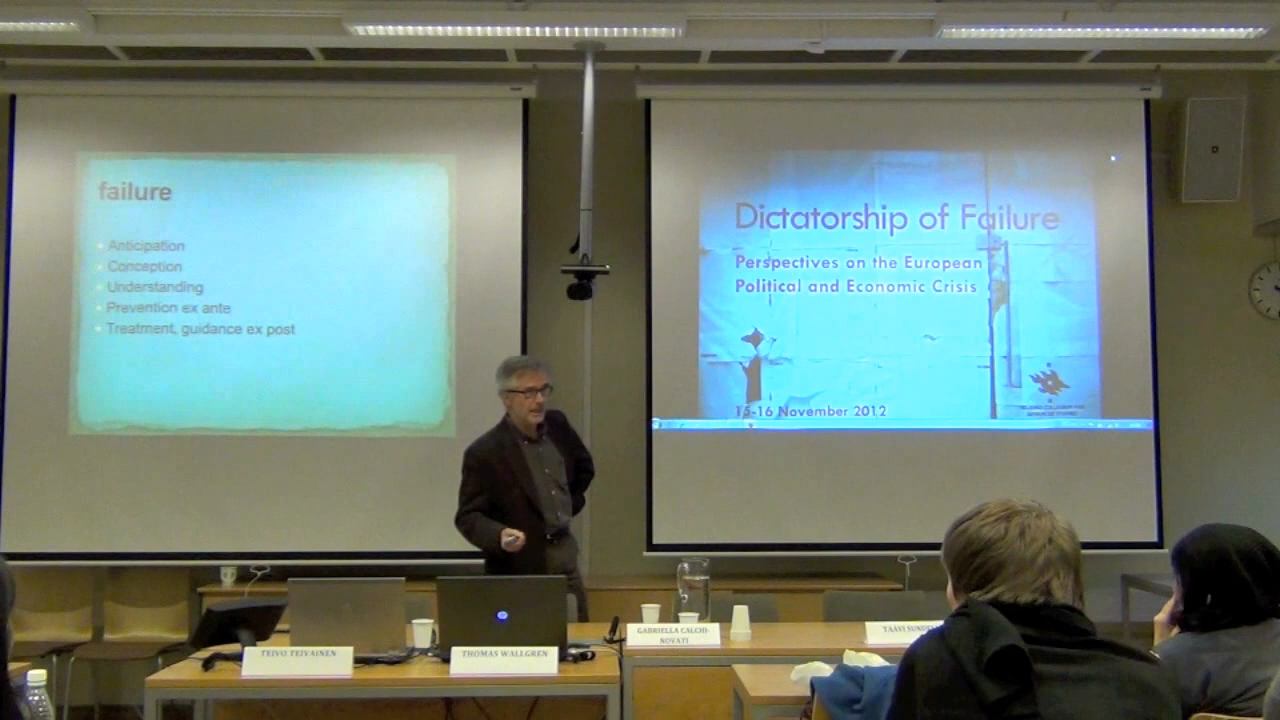 failure
Anticipation
Conception
Understanding
Prevention ex ante
Treatment, guidance ex post
Dictatorship of Failure
Perspectives on the European
Political and Economic Crisis
15-16 November 2012
TEIVO TEIVAINEN
THOMAS WALLGREN
GABRIELLA CALCHI-
NOVATI
TAAVI